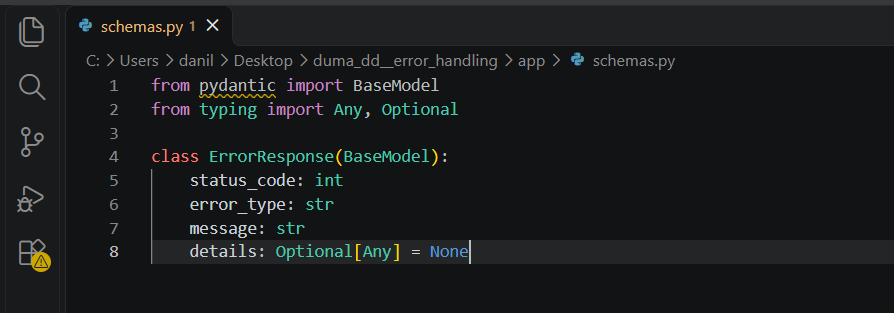 schemas.py 1 ×
C: > Users > danil > Desktop > duma_dd__error_handling > app > schemas.py
1 from pydantic import BaseModel
2 from typing import Any, Optional
3
4 class ErrorResponse(BaseModel):
5     status_code: int
6     error_type: str
7     message: str
8     details: Optional[Any] = None